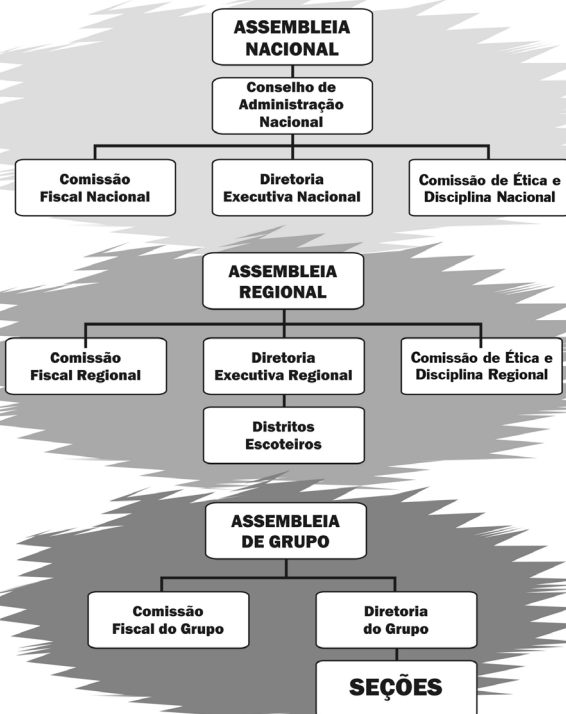 ASSEMBLEIA
NACIONAL
Conselho de
Administração
Nacional
Comissão
Fiscal Nacional
Diretoria
Executiva Nacional
Comissão de Ética e
Disciplina Nacional
ASSEMBLEIA
REGIONAL
Comissão
Fiscal Regional
Diretoria
Executiva Regional
Comissão de Ética e
Disciplina Regional
Distritos
Escoteiros
ASSEMBLEIA
DE GRUPO
Comissão
Fiscal do Grupo
Diretoria
do Grupo
SEÇÕES